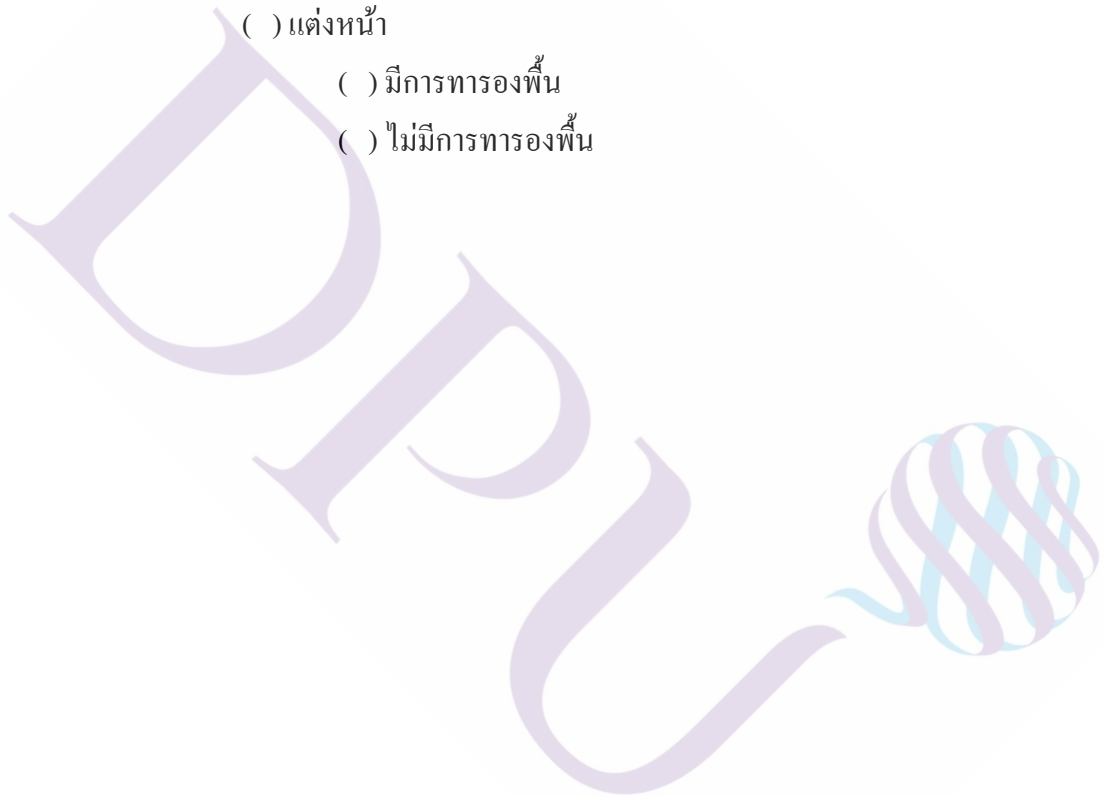 ( ) แต่งหน้า
( ) มีการทารองพื้น
( ) ไม่มีการทารองพื้น
DPU